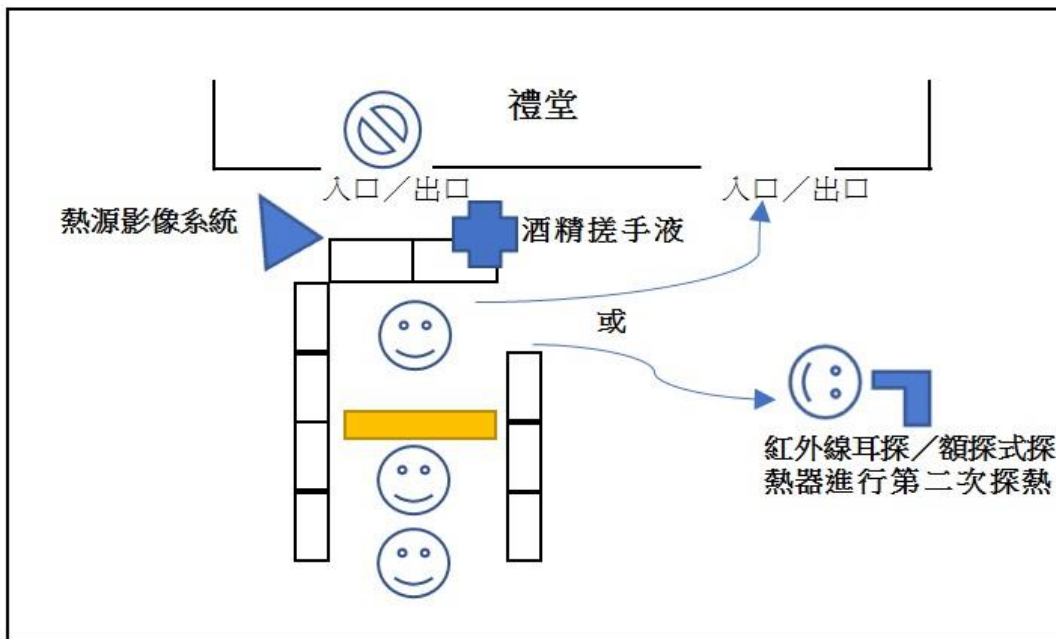 禮堂
入口／出口
入口／出口
熱源影像系統
酒精搓手液
或
紅外線耳探／額探式探
熱器進行第二次探熱